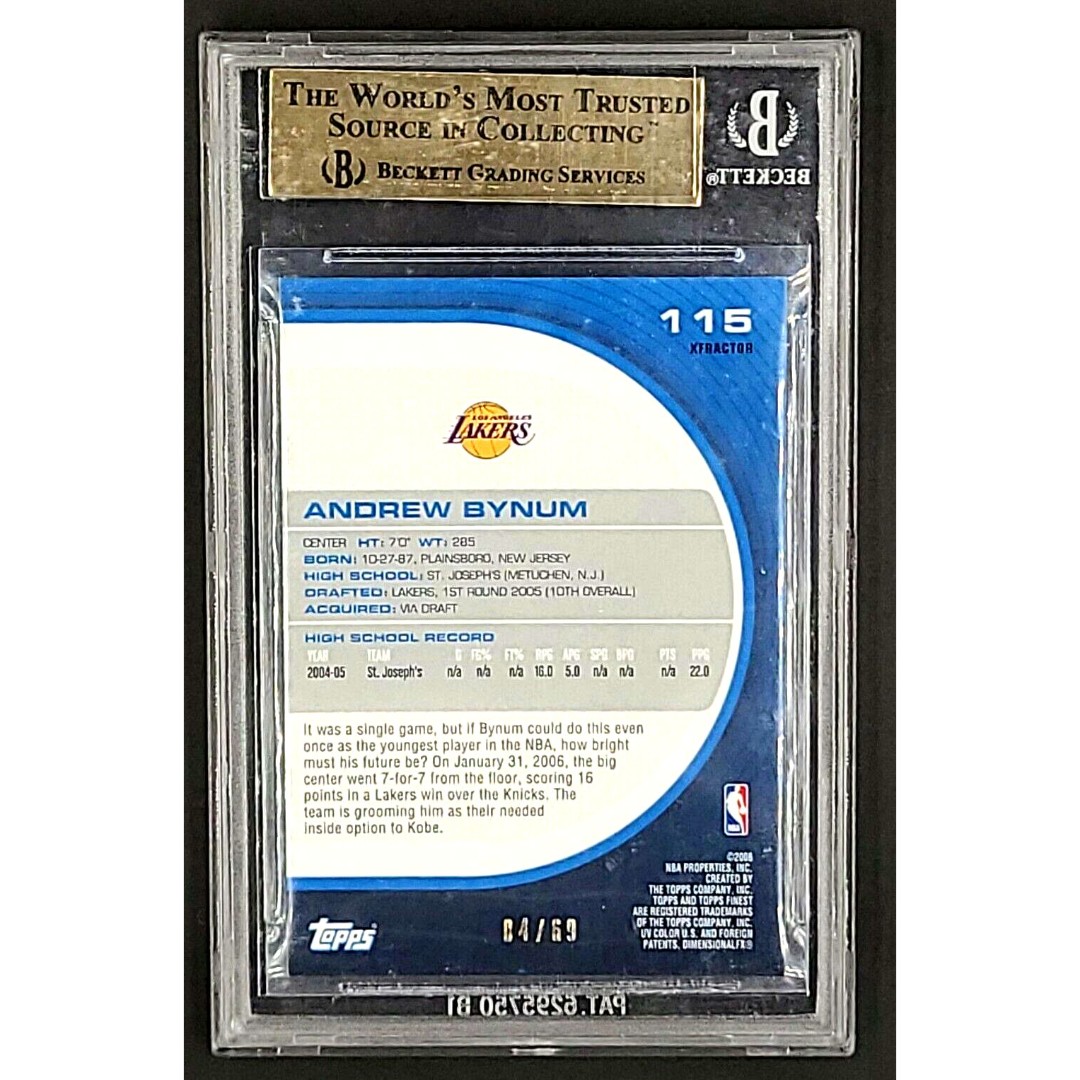 THE WORLD'S MOST TRUSTED
SOURCE IN COLLECTING™
(B) BECKETT GRADING SERVICES
B
BECKETT®
115
XFRACTOR
LOS ANGELES
LAKERS
ANDREW BYNUM
CENTER HT: 7'0" WT: 285
BORN: 10-27-87, PLAINSBORO, NEW JERSEY
HIGH SCHOOL: ST. JOSEPH'S (METUCHEN, N.J.)
DRAFTED: LAKERS, 1ST ROUND 2005 (10TH OVERALL)
ACQUIRED: VIA DRAFT
HIGH SCHOOL RECORD
YEAR TEAM G FG% FT% RPG APG SPG BPG PTS PPG
2004-05 St. Joseph's n/a n/a n/a 16.0 5.0 n/a n/a n/a 22.0
It was a single game, but if Bynum could do this even
once as the youngest player in the NBA, how bright
must his future be? On January 31, 2006, the big
center went 7-for-7 from the floor, scoring 16
points in a Lakers win over the Knicks. The
team is grooming him as their needed
inside option to Kobe.
NBA
©2006
NBA PROPERTIES, INC.
CREATED BY
THE TOPPS COMPANY, INC.
TOPPS AND TOPPS FINEST
ARE REGISTERED TRADEMARKS
OF THE TOPPS COMPANY, INC.
UV COLOR U.S. AND FOREIGN
PATENTS, DIMENSIONALFX®
topps
04/69
PAT. 6295750 B1